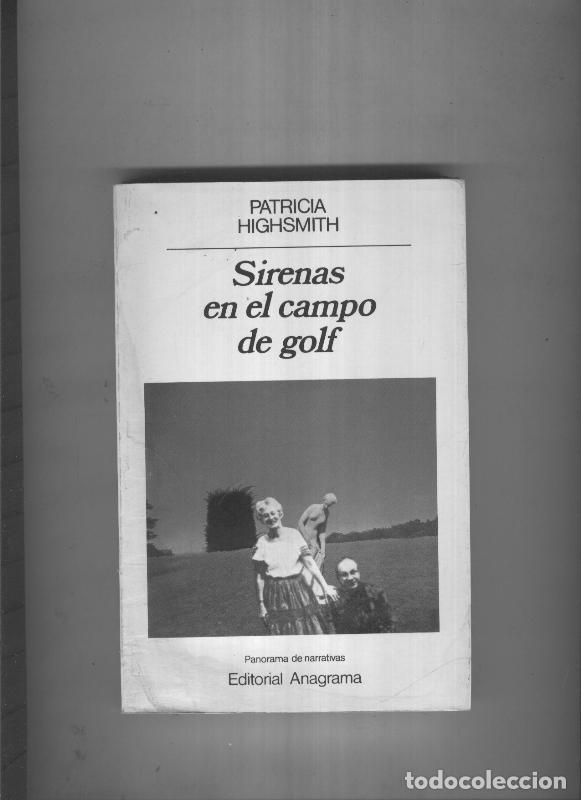 PATRICIA
HIGHSMITH
Sirenas
en el campo
de golf
Panorama de narrativas
Editorial Anagrama
todocoleccion